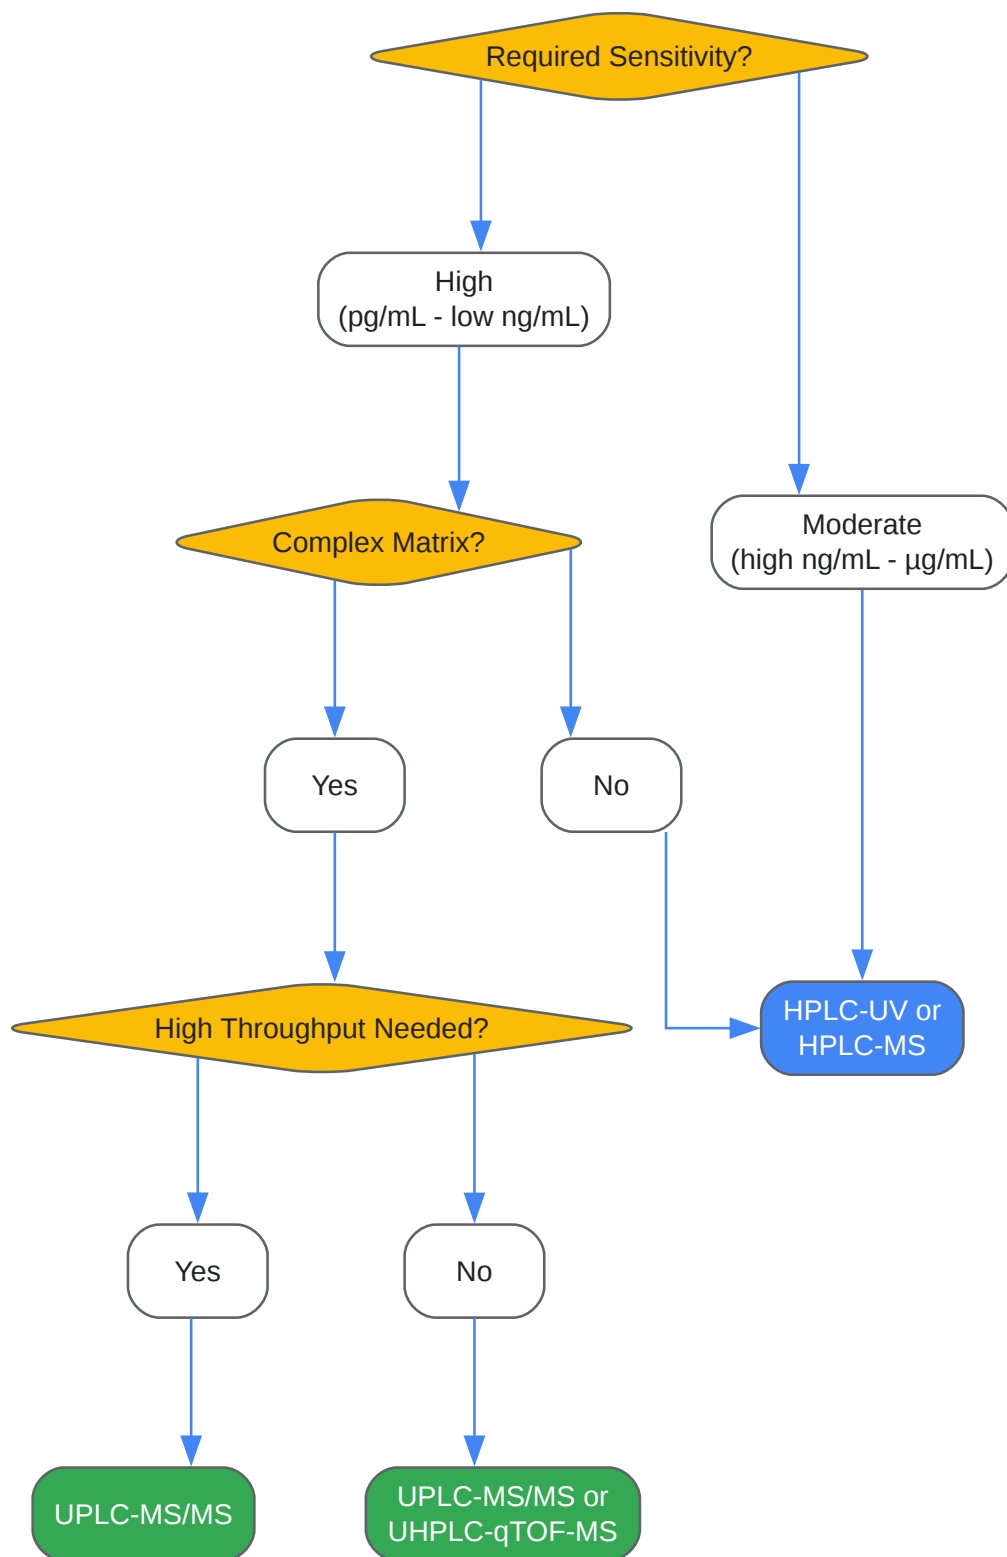 Required Sensitivity?
High
(pg/mL - low ng/mL)
Moderate
(high ng/mL - µg/mL)
Complex Matrix?
Yes
No
HPLC-UV or
HPLC-MS
High Throughput Needed?
Yes
No
UPLC-MS/MS
UPLC-MS/MS or
UHPLC-qTOF-MS